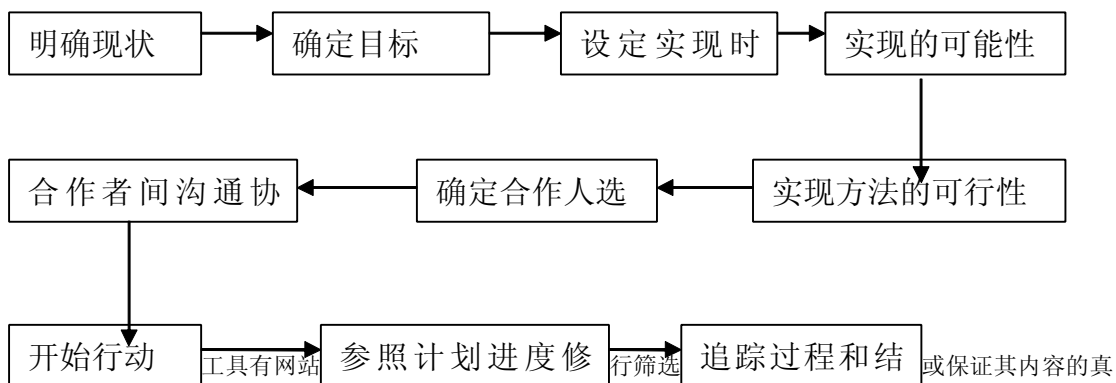 明确现状 确定目标 设定实现时 实现的可能性
合作者间沟通协 确定合作人选 实现方法的可行性
开始行动 工具有网站 参照计划进度修 行筛选 追踪过程和结 或保证其内容的真